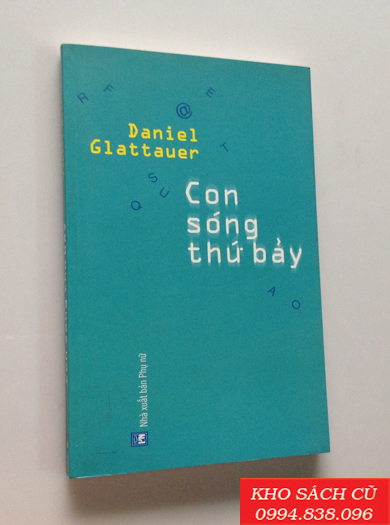 R F E
@
Daniel
Glattauer
T
S
U
Q
Con
sóng
thứ bảy
A O
Nhà xuất bản Phụ nữ
KHO SÁCH CŨ
0994.838.096